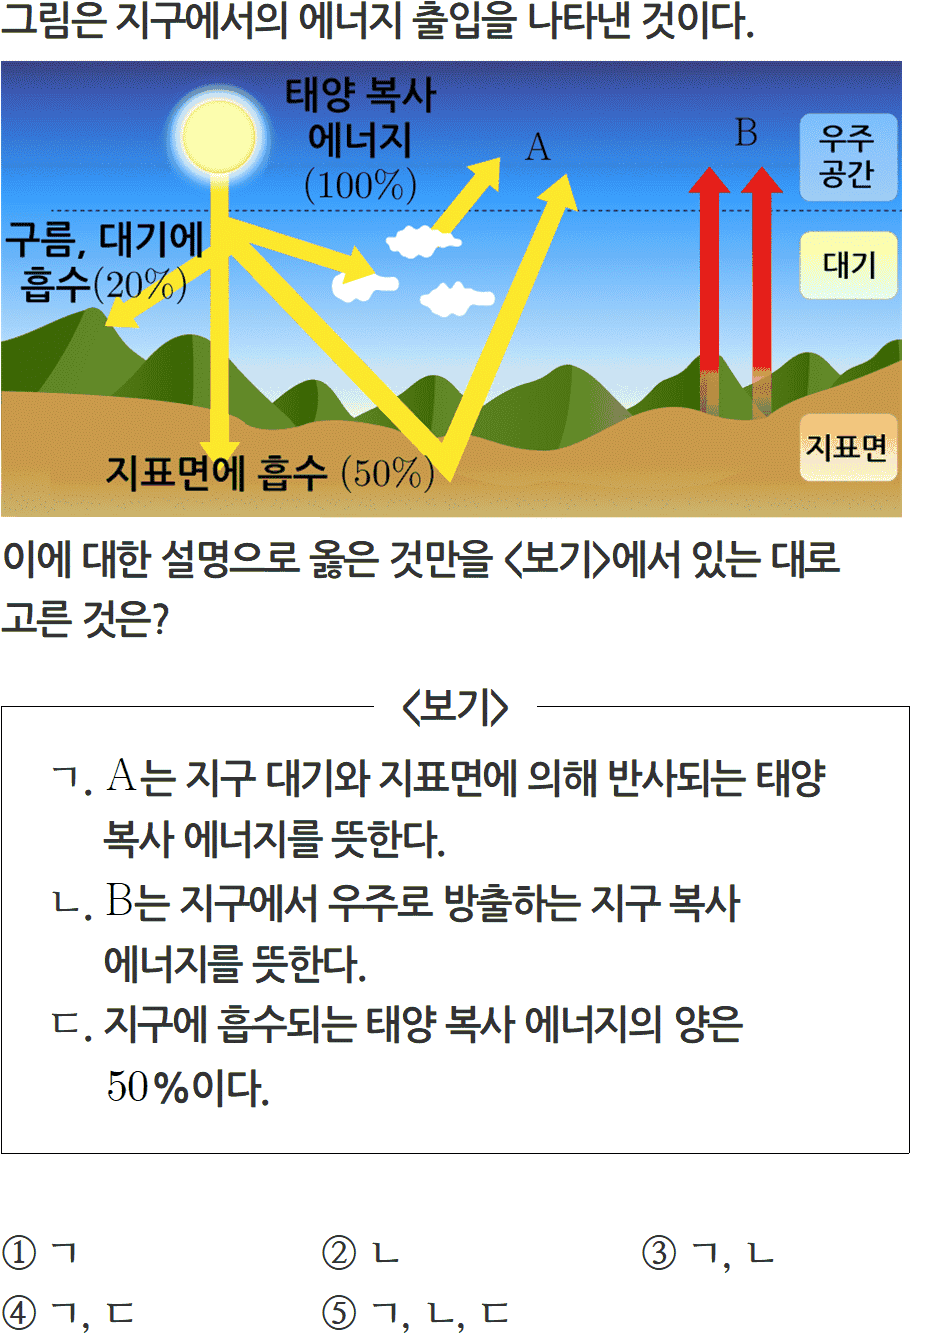 그림은 지구에서의 에너지 출입을 나타낸 것이다.
태양 복사
에너지
(100%)
A
B
우주
공간
구름, 대기에
흡수(20%)
대기
지표면에 흡수 (50%)
지표면
이에 대한 설명으로 옳은 것만을 <보기>에서 있는 대로
고른 것은?
<보기>
ㄱ. A는 지구 대기와 지표면에 의해 반사되는 태양
복사 에너지를 뜻한다.
ㄴ. B는 지구에서 우주로 방출하는 지구 복사
에너지를 뜻한다.
ㄷ. 지구에 흡수되는 태양 복사 에너지의 양은
50%이다.
① ㄱ ② ㄴ ③ ㄱ, ㄴ
④ ㄱ, ㄷ ⑤ ㄱ, ㄴ, ㄷ